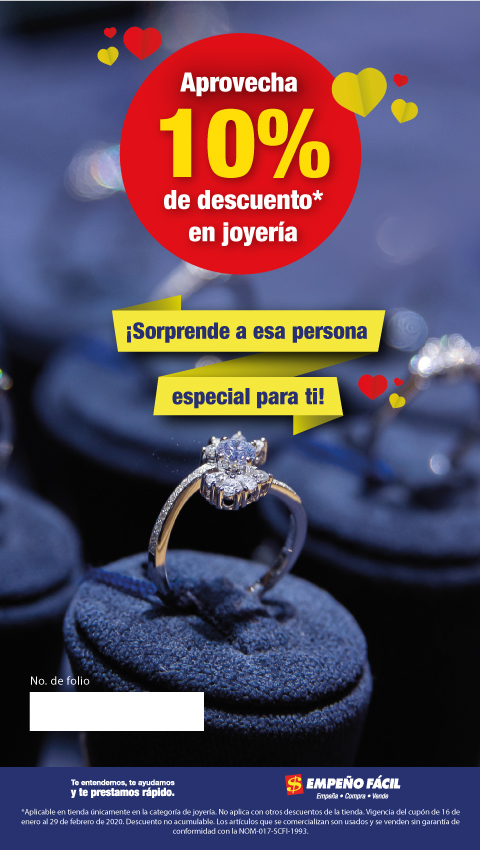 Aprovecha
10%
de descuento*
en joyería
¡Sorprende a esa persona
especial para ti!
No. de folio
Te entendemos, te ayudamos
y te prestamos rápido.
$ EMPEÑO FÁCIL
Empeña • Compra • Vende
*Aplicable en tienda únicamente en la categoría de joyería. No aplica con otros descuentos de la tienda. Vigencia del cupón de 16 de
enero al 29 de febrero de 2020. Descuento no acumulable. Los artículos que se comercializan son usados y se venden sin garantía de
conformidad con la NOM-017-SCFI-1993.